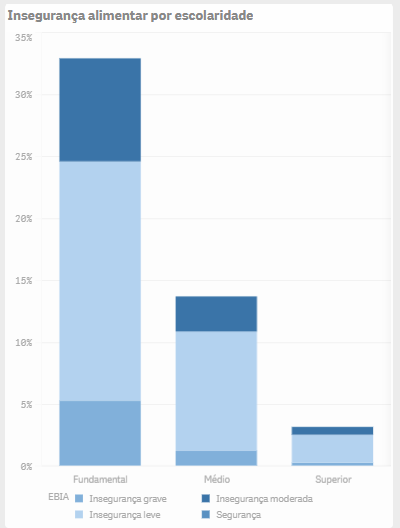 Insegurança alimentar por escolaridade
35%
30%
25%
20%
15%
10%
5%
0%
Fundamental Médio Superior
EBIA Insegurança grave Insegurança moderada
Insegurança leve Segurança